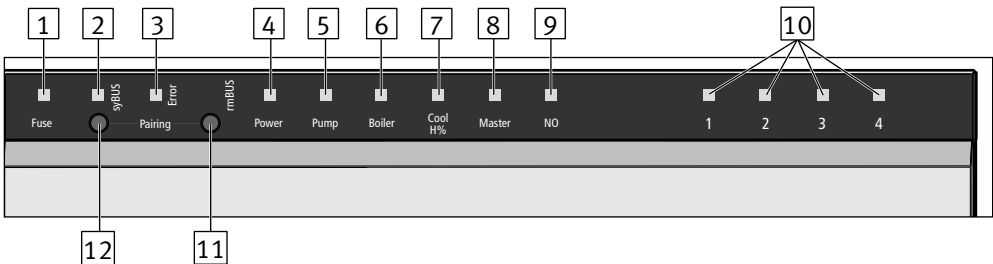 1 2 3 4 5 6 7 8 9 10
syBUS Error rmBUS
Fuse Pairing Power Pump Boiler Cool H% Master NO 1 2 3 4
12 11